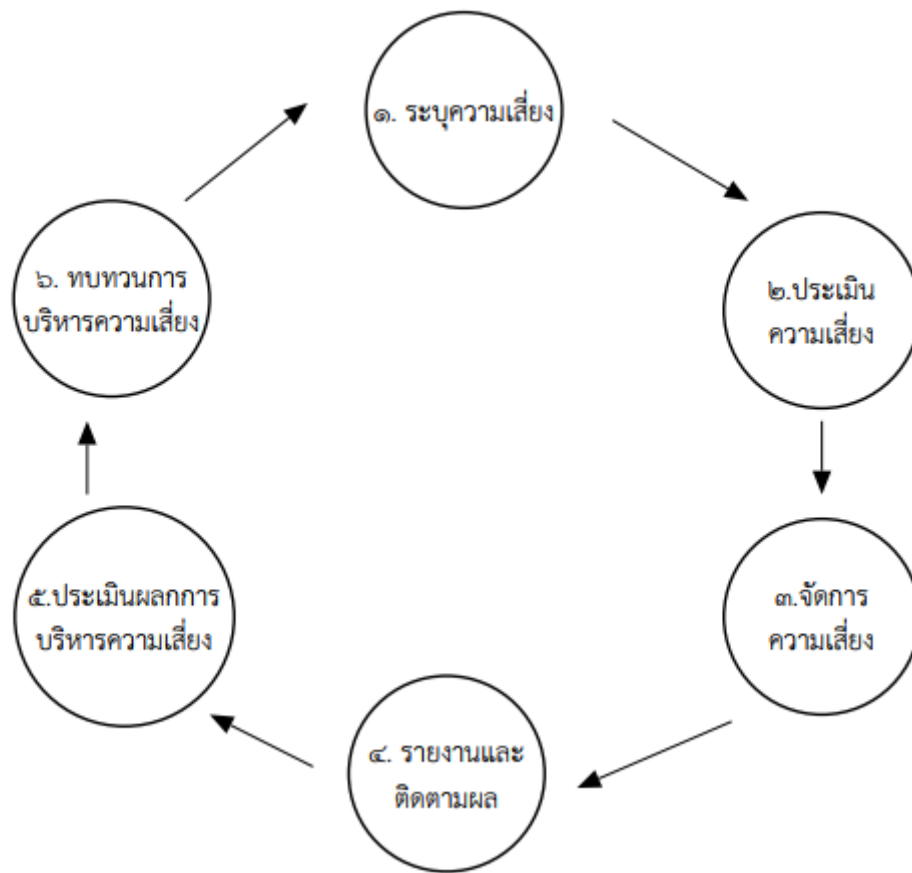 ๑. ระบุความเสี่ยง
๒.ประเมิน
ความเสี่ยง
๓.จัดการ
ความเสี่ยง
๔. รายงานและ
ติดตามผล
๕.ประเมินผลกการ
บริหารความเสี่ยง
๖. ทบทวนการ
บริหารความเสี่ยง